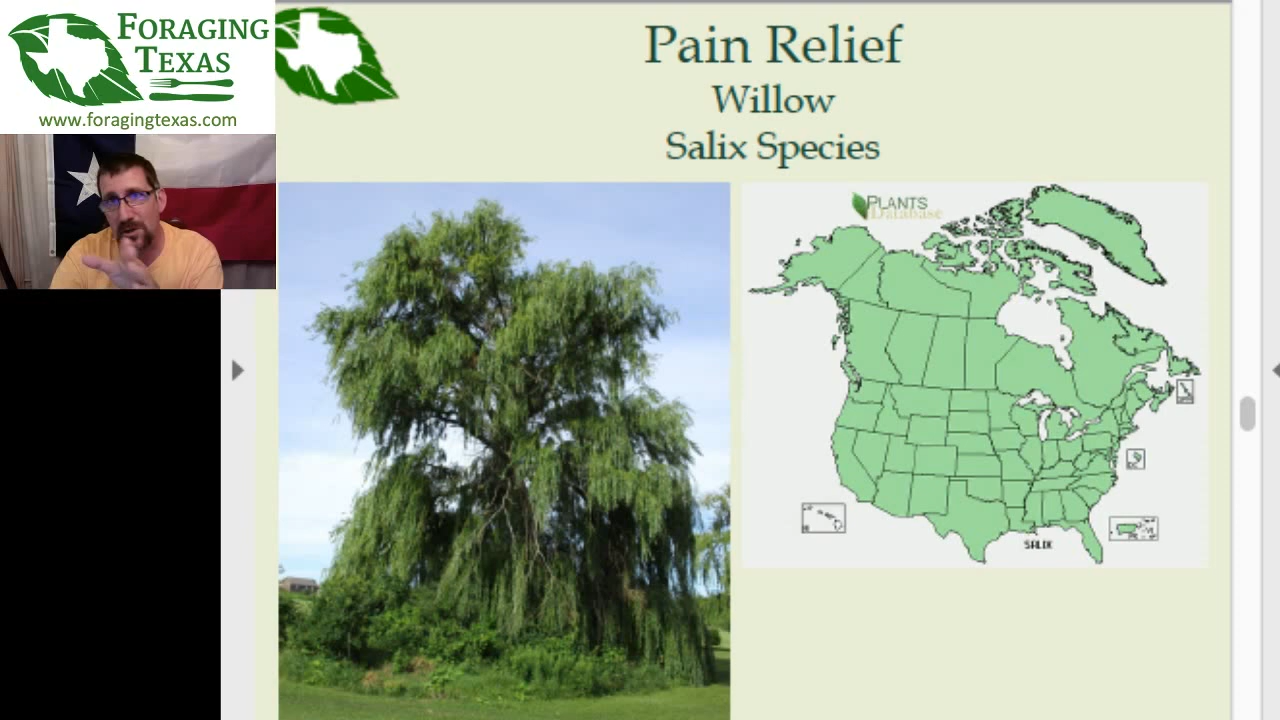 FORAGING
TEXAS
www.foragingtexas.com
Pain Relief
Willow
Salix Species
PLANTS
Database
SALIX